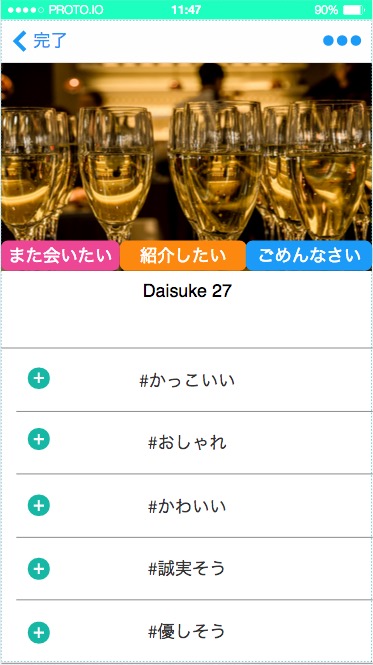 PROTO.IO 11:47 90%
完了
また会いたい 紹介したい ごめんなさい
Daisuke 27
#かっこいい
#おしゃれ
#かわいい
#誠実そう
#優しそう